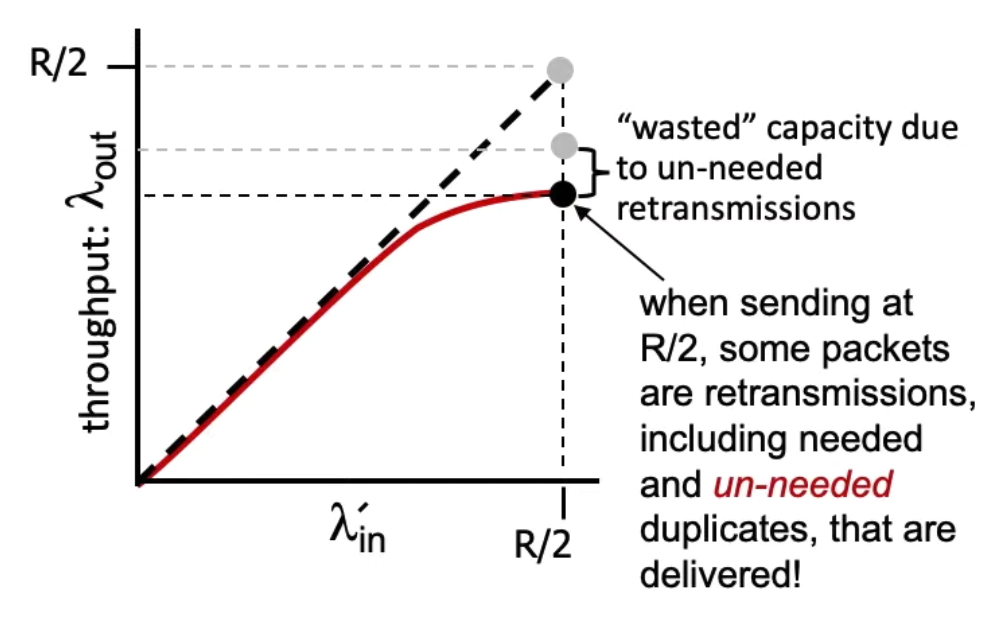 R/2
throughput: λout
λ′in
R/2
“wasted” capacity due
to un-needed
retransmissions
when sending at
R/2, some packets
are retransmissions,
including needed
and un-needed
duplicates, that are
delivered!